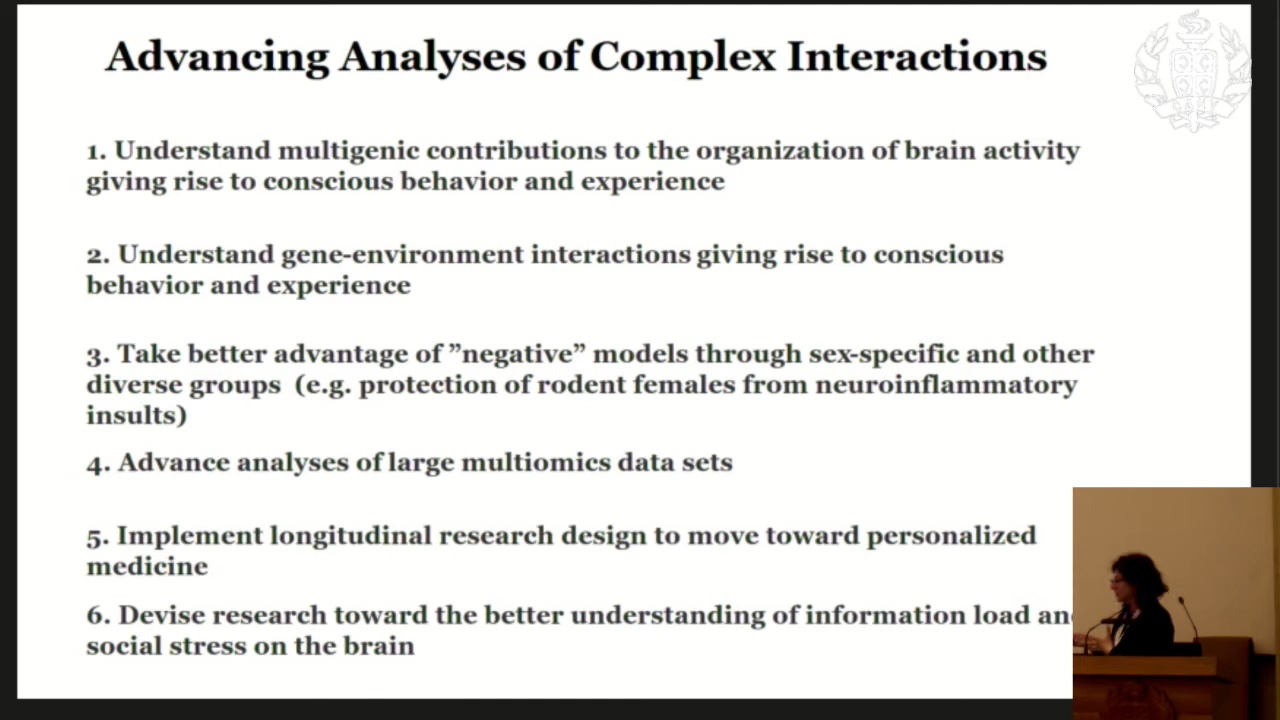 Advancing Analyses of Complex Interactions
1. Understand multigenic contributions to the organization of brain activity
giving rise to conscious behavior and experience
2. Understand gene-environment interactions giving rise to conscious
behavior and experience
3. Take better advantage of ”negative” models through sex-specific and other
diverse groups (e.g. protection of rodent females from neuroinflammatory
insults)
4. Advance analyses of large multiomics data sets
5. Implement longitudinal research design to move toward personalized
medicine
6. Devise research toward the better understanding of information load an
social stress on the brain